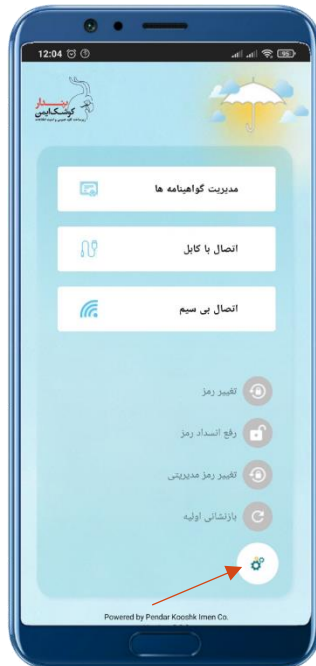 12:04
95
پندار
کوشک‌ایمن
مدیریت گواهینامه ها
اتصال با کابل
اتصال بی سیم
تغییر رمز
رفع انسداد رمز
تغییر رمز مدیریتی
بازنشانی اولیه
Powered by Pendar Kooshk Imen Co.